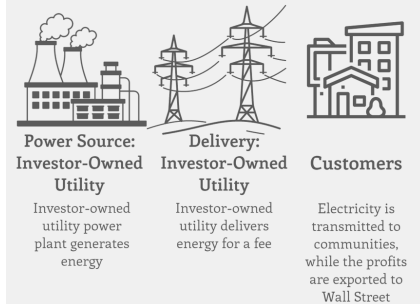 Power Source:
Investor-Owned
Utility
Investor-owned
utility power
plant generates
energy
Delivery:
Investor-Owned
Utility
Investor-owned
utility delivers
energy for a fee
Customers
Electricity is
transmitted to
communities,
while the profits
are exported to
Wall Street